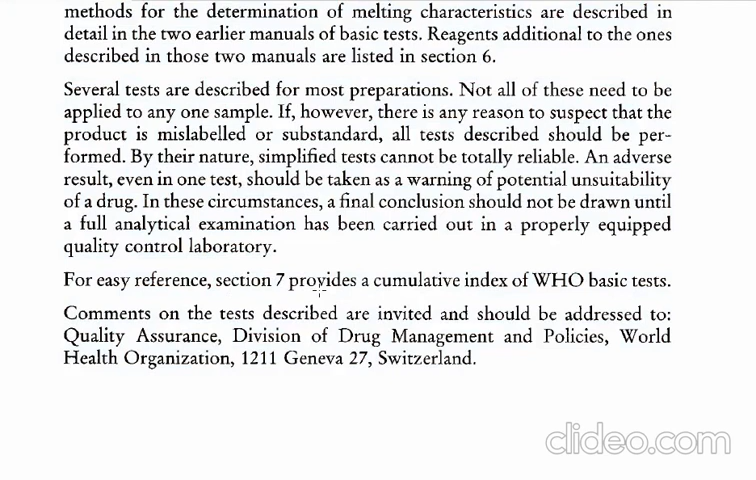 methods for the determination of melting characteristics are described in
detail in the two earlier manuals of basic tests. Reagents additional to the ones
described in those two manuals are listed in section 6.
Several tests are described for most preparations. Not all of these need to be
applied to any one sample. If, however, there is any reason to suspect that the
product is mislabelled or substandard, all tests described should be per-
formed. By their nature, simplified tests cannot be totally reliable. An adverse
result, even in one test, should be taken as a warning of potential unsuitability
of a drug. In these circumstances, a final conclusion should not be drawn until
a full analytical examination has been carried out in a properly equipped
quality control laboratory.
For easy reference, section 7 provides a cumulative index of WHO basic tests.
Comments on the tests described are invited and should be addressed to:
Quality Assurance, Division of Drug Management and Policies, World
Health Organization, 1211 Geneva 27, Switzerland.
clideo.com